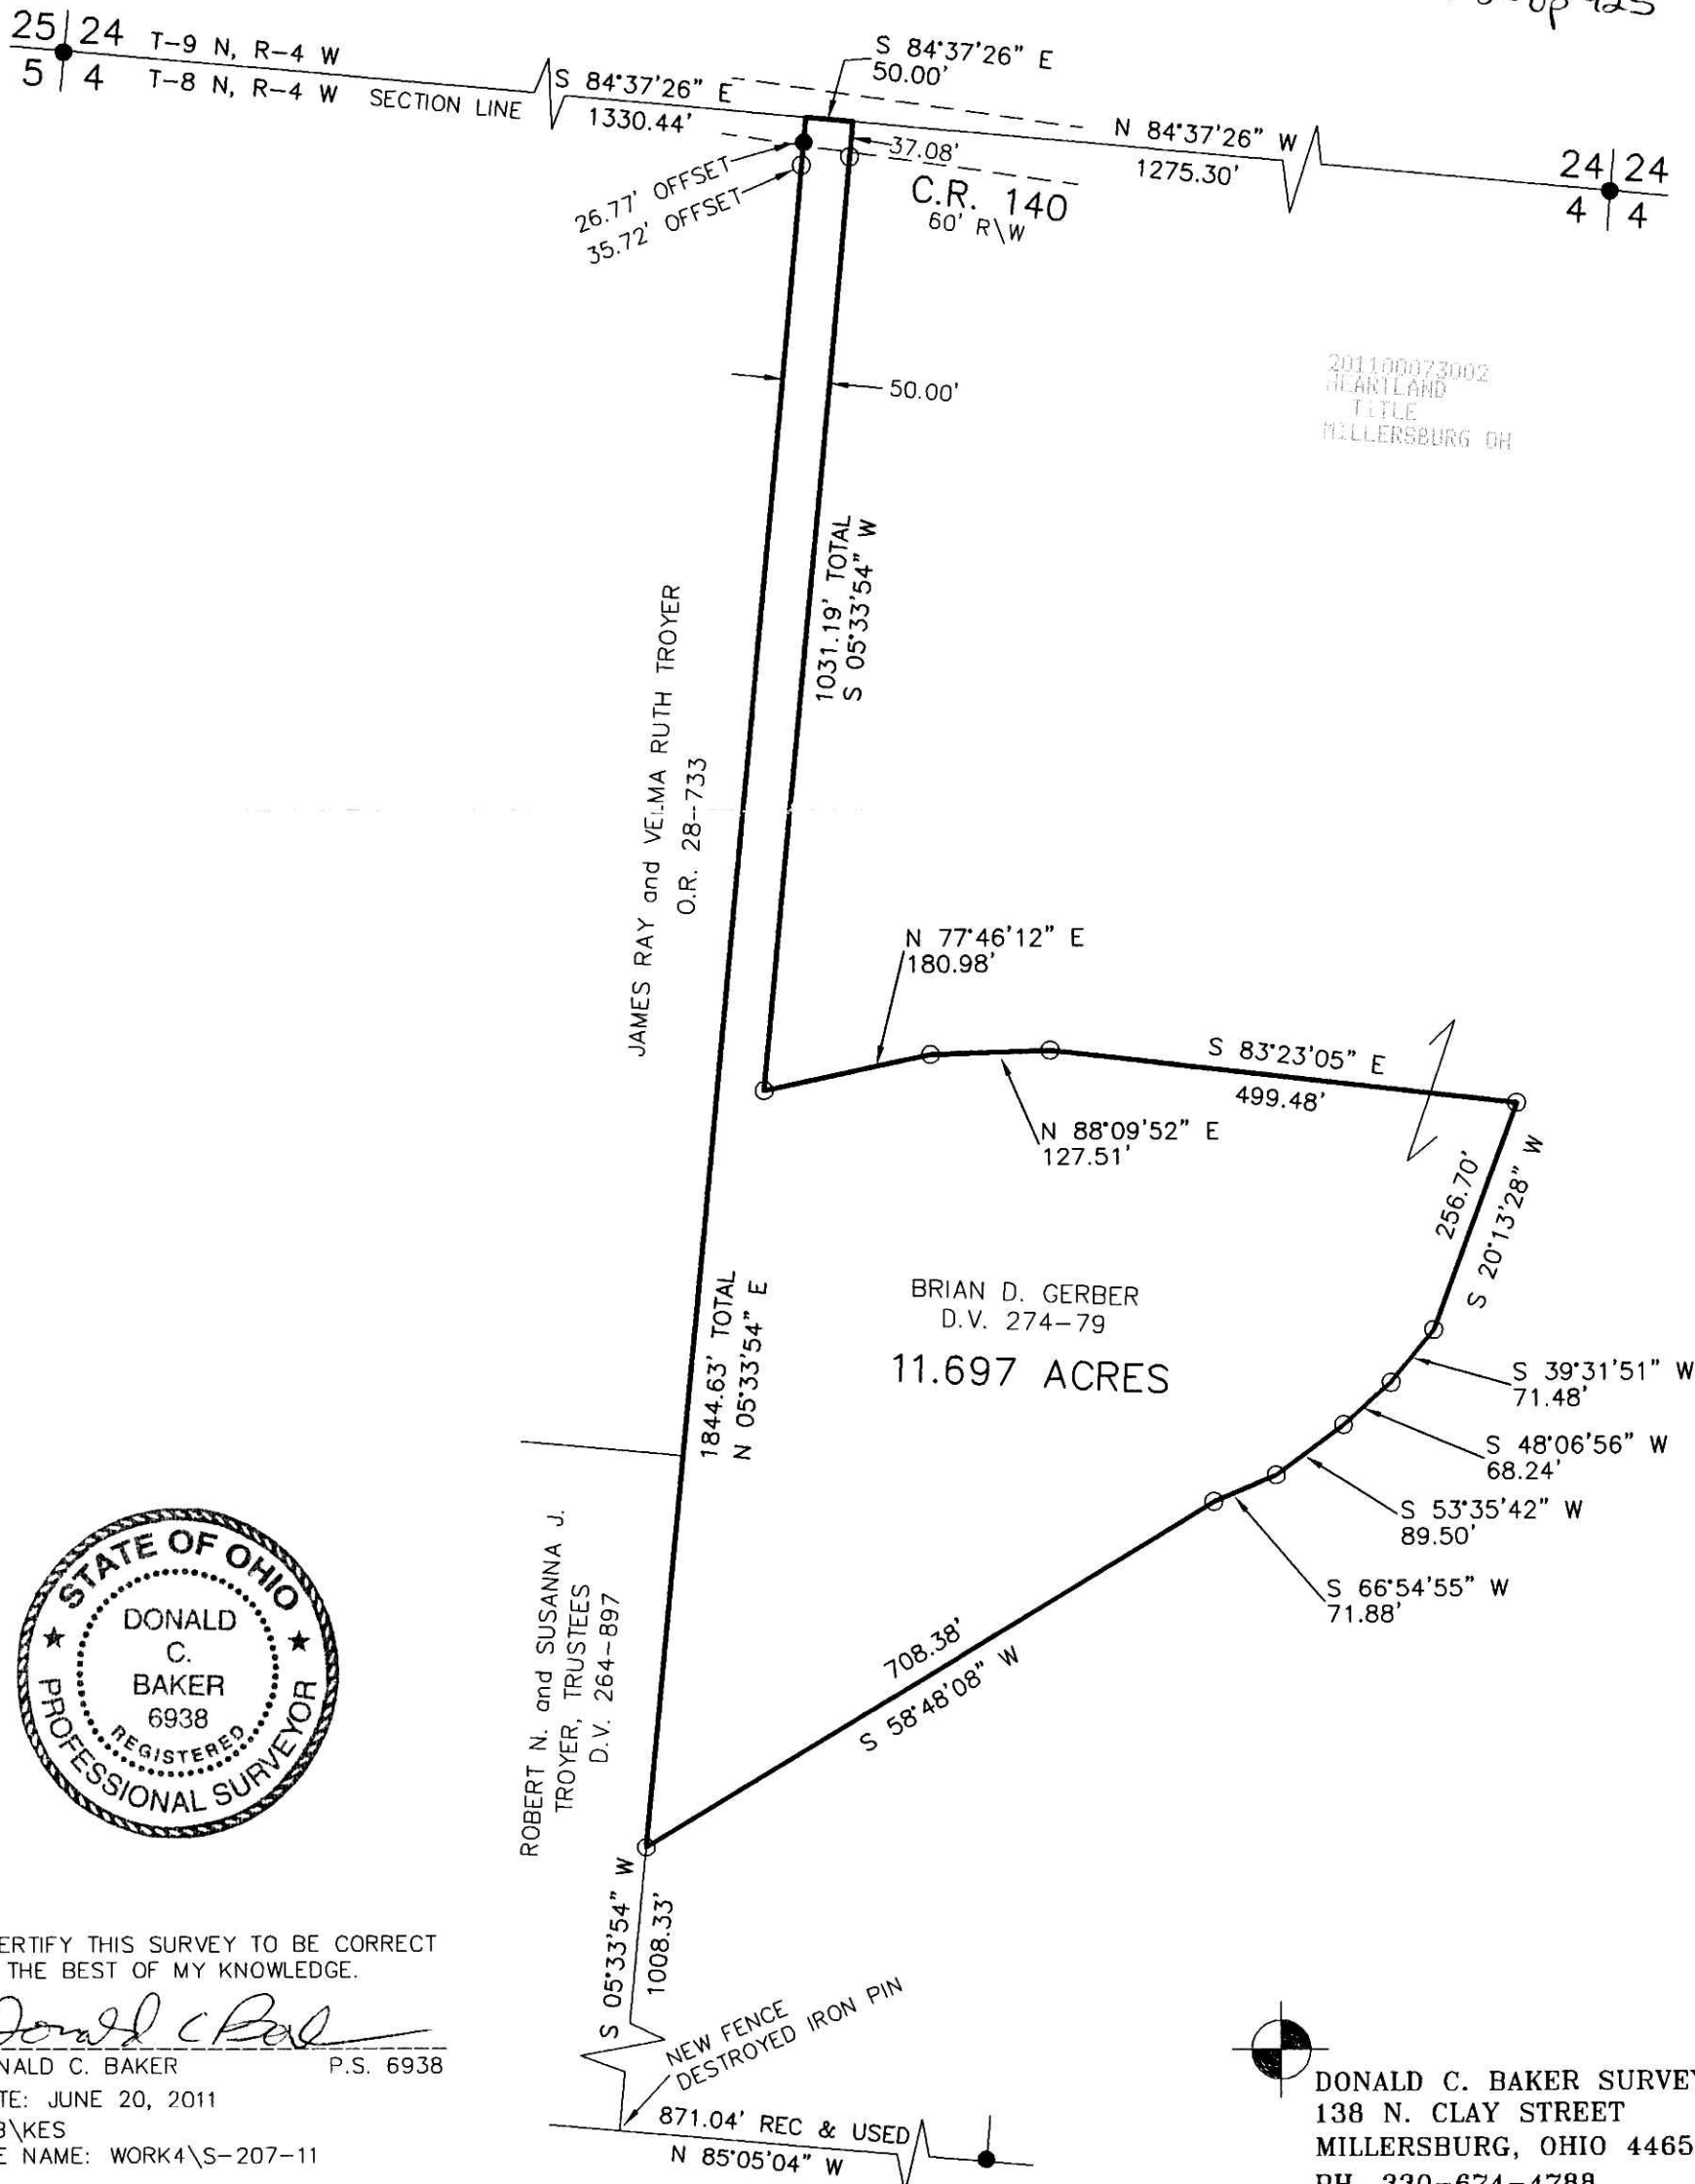 25 24 T-9 N, R-4 W
5 4 T-8 N, R-4 W SECTION LINE
S 84°37'26" E
1330.44'
S 84°37'26" E
50.00'
N 84°37'26" W
1275.30'
24 24
4 4
37.08'
26.77' OFFSET
35.72' OFFSET
C.R. 140
60' R\W
201100073002
HEARTLAND
TITLE
MILLERSBURG OH
50.00'
1031.19' TOTAL
S 05°33'54" W
JAMES RAY and VELMA RUTH TROYER
O.R. 28--733
N 77°46'12" E
180.98'
N 88°09'52" E
127.51'
S 83°23'05" E
499.48'
256.70'
S 20°13'28" W
1844.63' TOTAL
N 05°33'54" E
BRIAN D. GERBER
D.V. 274-79
11.697 ACRES
S 39°31'51" W
71.48'
S 48°06'56" W
68.24'
S 53°35'42" W
89.50'
S 66°54'55" W
71.88'
708.38'
S 58°48'08" W
ROBERT N. and SUSANNA J.
TROYER, TRUSTEES
D.V. 264-897
STATE OF OHIO
DONALD
C.
BAKER
6938
REGISTERED
PROFESSIONAL SURVEYOR
S 05°33'54" W
1008.33'
NEW FENCE
DESTROYED IRON PIN
871.04' REC & USED
N 85°05'04" W
ERTIFY THIS SURVEY TO BE CORRECT
THE BEST OF MY KNOWLEDGE.
Donald C Bak
NALD C. BAKER P.S. 6938
TE: JUNE 20, 2011
B\KES
E NAME: WORK4\S-207-11
DONALD C. BAKER SURVEY
138 N. CLAY STREET
MILLERSBURG, OHIO 4465
PH. 330-674-4788